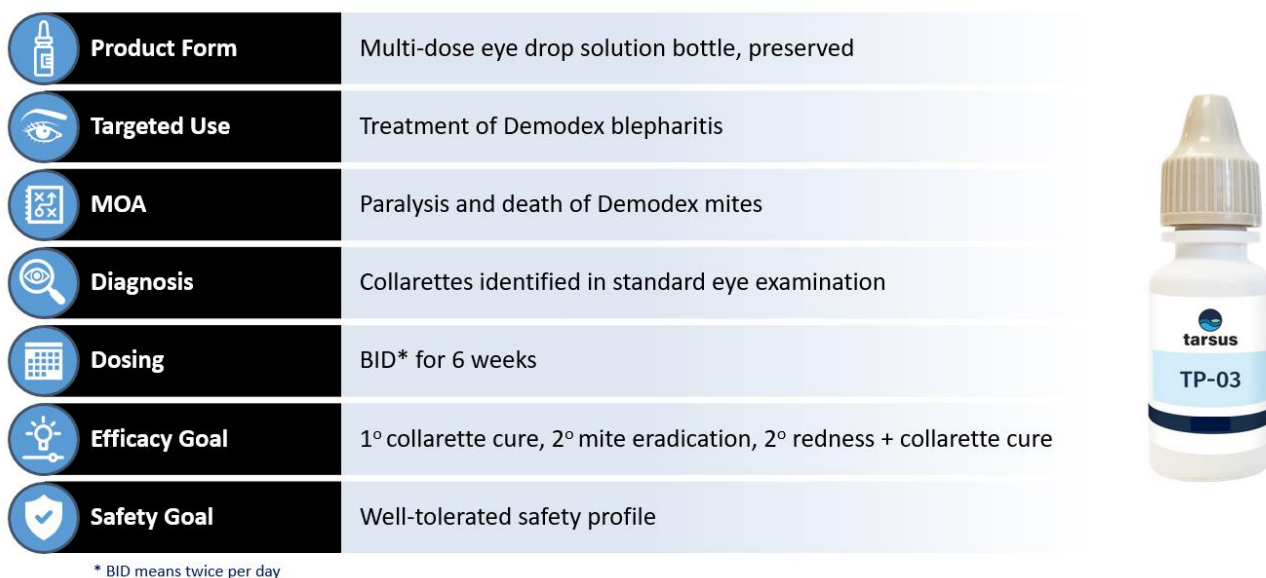 Product Form
Multi-dose eye drop solution bottle, preserved
Targeted Use
Treatment of Demodex blepharitis
MOA
Paralysis and death of Demodex mites
Diagnosis
Collarettes identified in standard eye examination
Dosing
BID* for 6 weeks
Efficacy Goal
1º collarette cure, 2º mite eradication, 2º redness + collarette cure
Safety Goal
Well-tolerated safety profile
* BID means twice per day
tarsus
TP-03